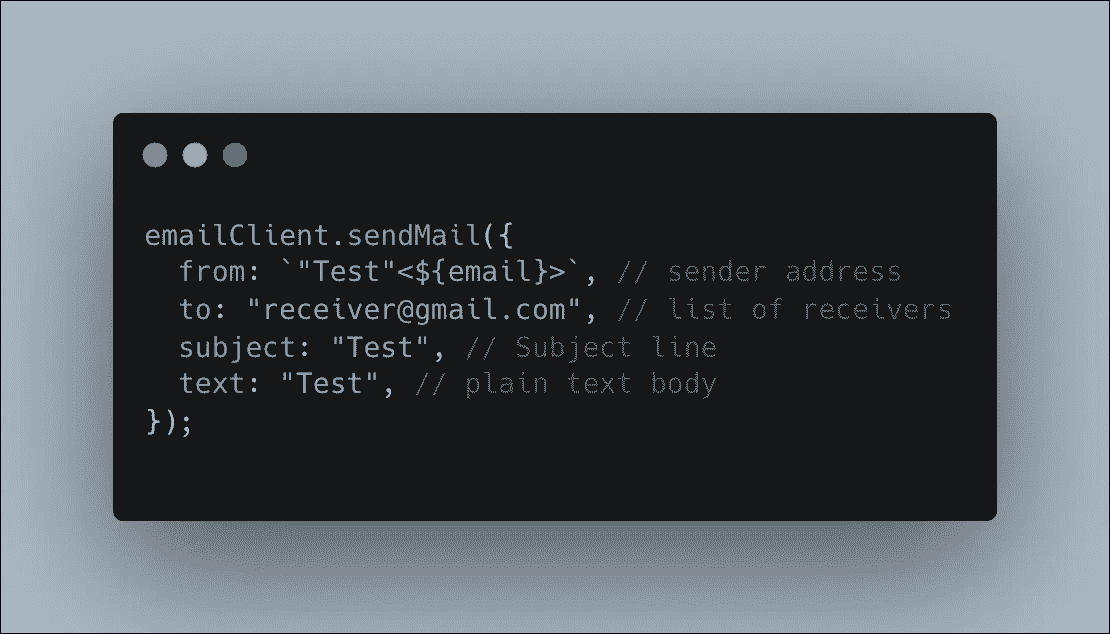 emailClient.sendMail({
  from: `"Test"<${email}>`, // sender address
  to: "receiver@gmail.com", // list of receivers
  subject: "Test", // Subject line
  text: "Test", // plain text body
});